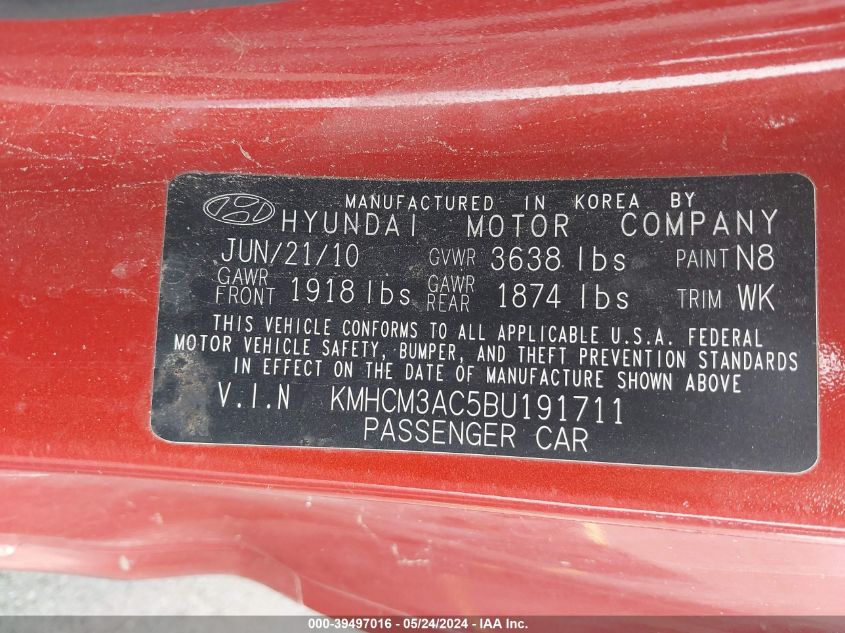 MANUFACTURED IN KOREA BY
HYUNDAI MOTOR COMPANY
JUN/21/10 GVWR 3638 lbs PAINT N8
GAWR FRONT 1918 lbs GAWR REAR 1874 lbs TRIM WK
THIS VEHICLE CONFORMS TO ALL APPLICABLE U.S.A. FEDERAL
MOTOR VEHICLE SAFETY, BUMPER, AND THEFT PREVENTION STANDARDS
IN EFFECT ON THE DATE OF MANUFACTURE SHOWN ABOVE
V.I.N KMHCM3AC5BU191711
PASSENGER CAR
000-39497016 - 05/24/2024 - IAA Inc.